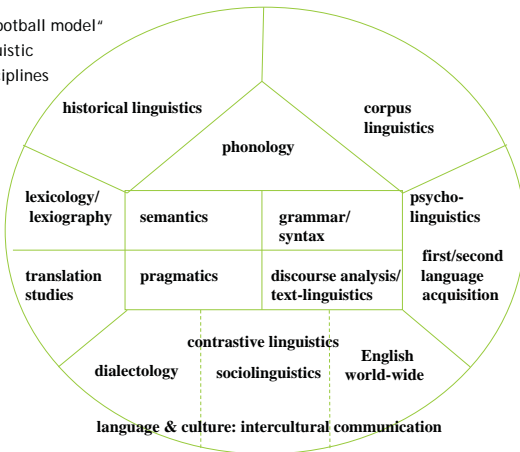 ootball model“
uistic
ciplines
historical linguistics
corpus
linguistics
phonology
lexicology/
lexiography
semantics
grammar/
syntax
psycho-
linguistics
translation
studies
pragmatics
discourse analysis/
text-linguistics
first/second
language
acquisition
contrastive linguistics
dialectology
sociolinguistics
English
world-wide
language & culture: intercultural communication